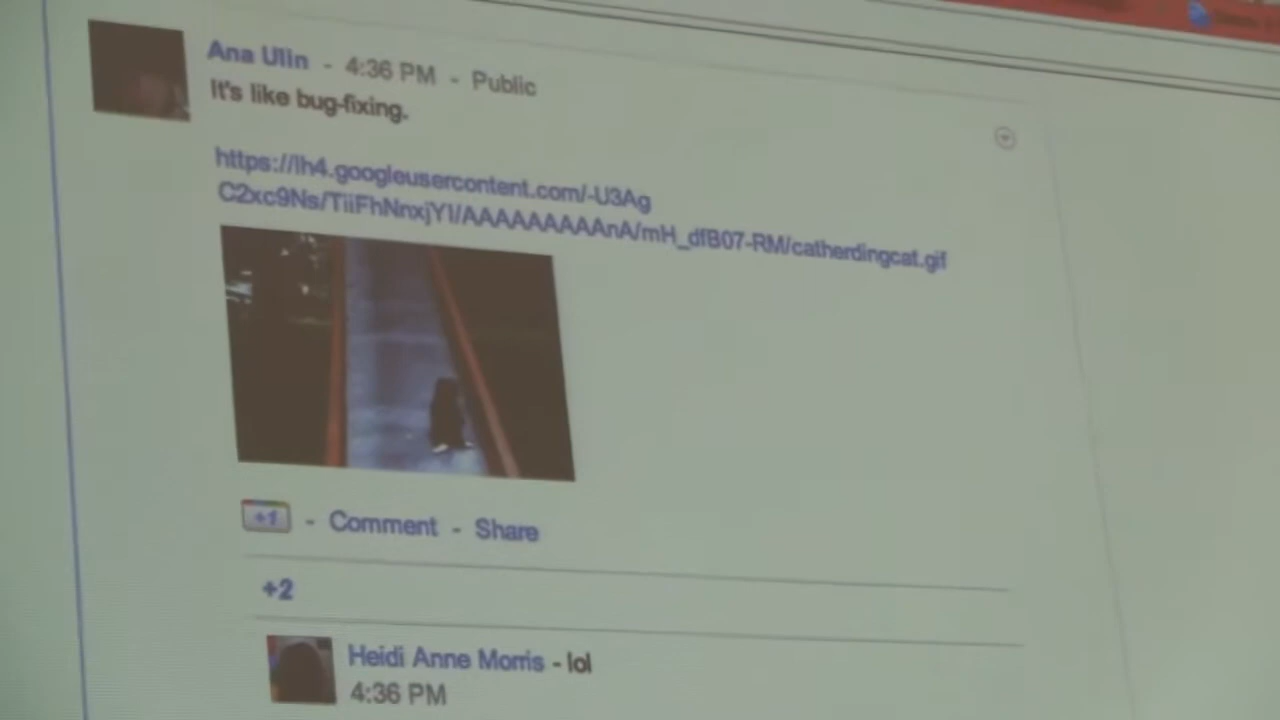 Ana Ulin - 4:36 PM - Public
It's like bug-fixing.
https://lh4.googleusercontent.com/-U3Ag
C2xc9Ns/TiiFhNnxjYI/AAAAAAAAAnA/mH_dfB07-RM/catherdingcat.gif
+1 - Comment - Share
+2
Heidi Anne Morris - lol
4:36 PM